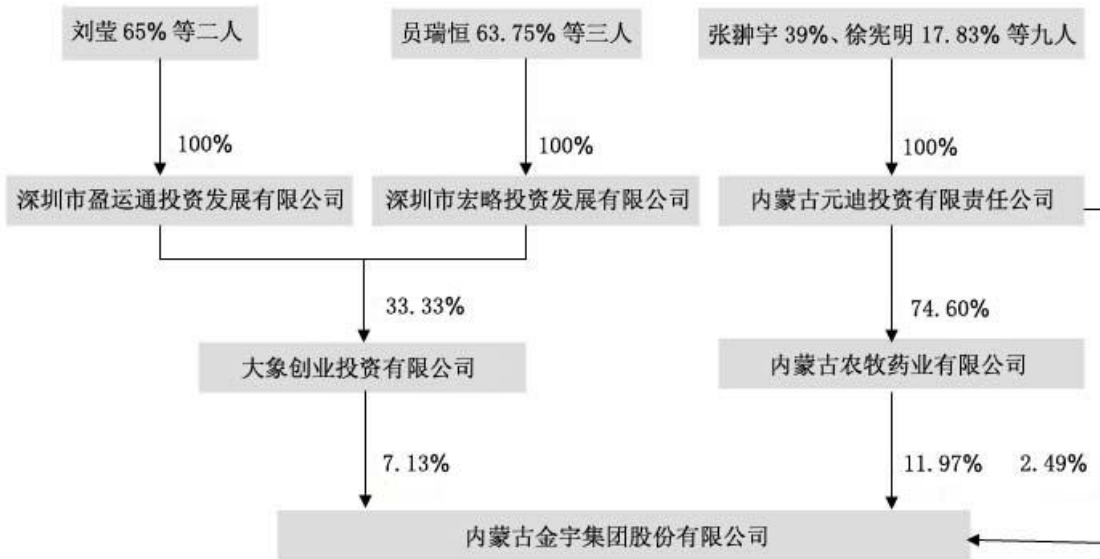 刘莹 65% 等二人
员瑞恒 63.75% 等三人
张翀宇 39%、徐宪明 17.83% 等九人
100%
100%
100%
深圳市盈运通投资发展有限公司
深圳市宏略投资发展有限公司
内蒙古元迪投资有限责任公司
33.33%
74.60%
大象创业投资有限公司
内蒙古农牧药业有限公司
7.13%
11.97%
2.49%
内蒙古金宇集团股份有限公司